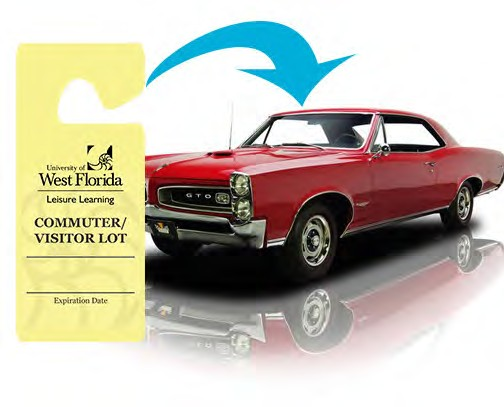 University of
West Florida
Leisure Learning
COMMUTER/
VISITOR LOT
Expiration Date
GTO